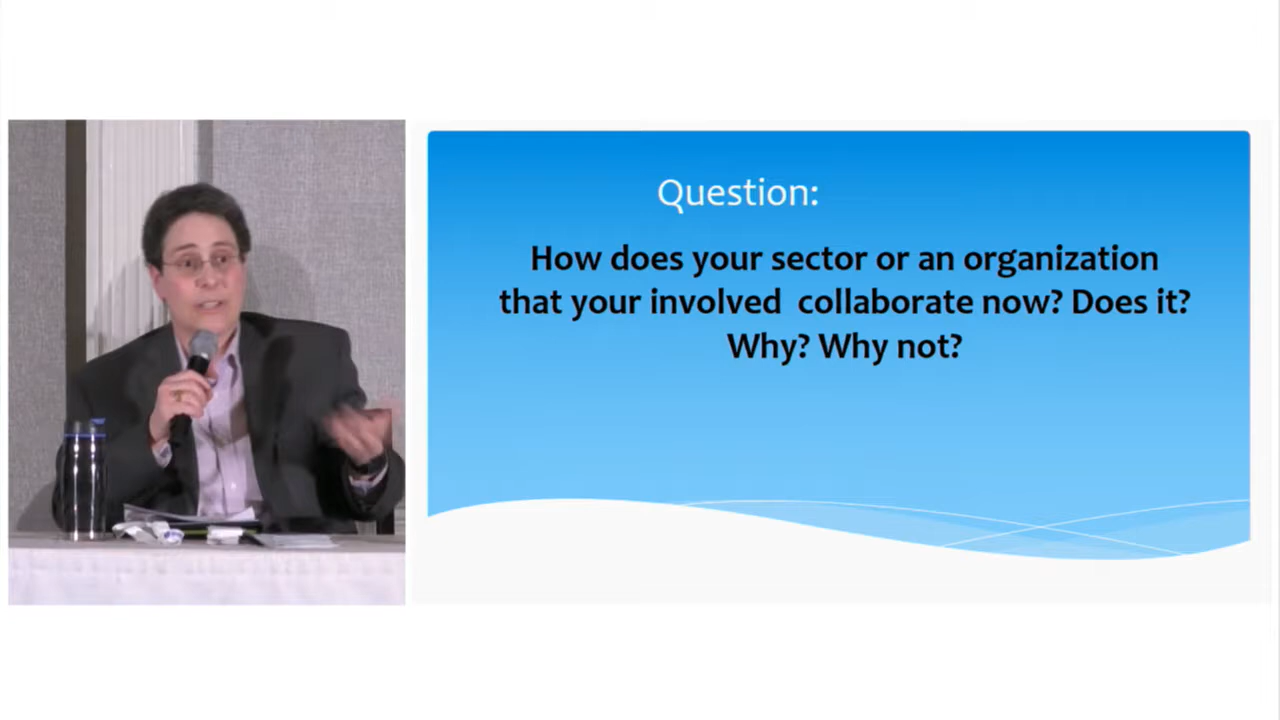 Question:
How does your sector or an organization
that your involved  collaborate now? Does it?
Why? Why not?